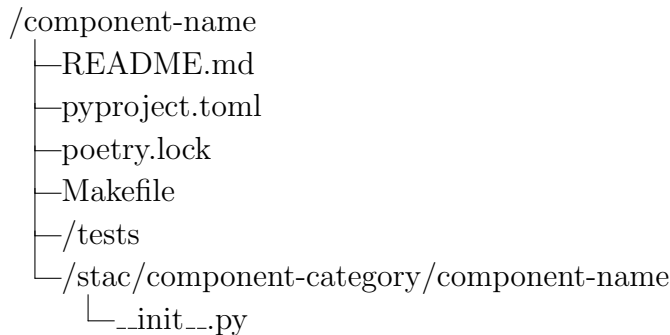 /component-name
README.md
pyproject.toml
poetry.lock
Makefile
/tests
/stac/component-category/component-name
__init__.py